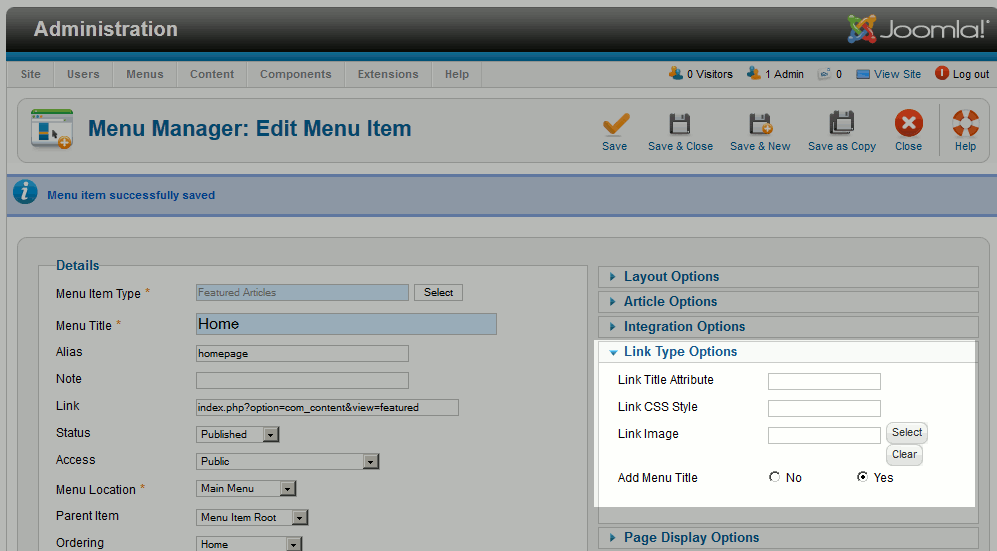 Administration
Joomla!
Site Users Menus Content Components Extensions Help 0 Visitors 1 Admin 0 View Site Log out
Menu Manager: Edit Menu Item
Save Save & Close Save & New Save as Copy Close Help
Menu item successfully saved
Details
Menu Item Type * Featured Articles Select
Menu Title * Home
Alias homepage
Note
Link index.php?option=com_content&view=featured
Status Published
Access Public
Menu Location * Main Menu
Parent Item Menu Item Root
Ordering Home
Layout Options
Article Options
Integration Options
Link Type Options
Link Title Attribute
Link CSS Style
Link Image Select
Clear
Add Menu Title No Yes
Page Display Options